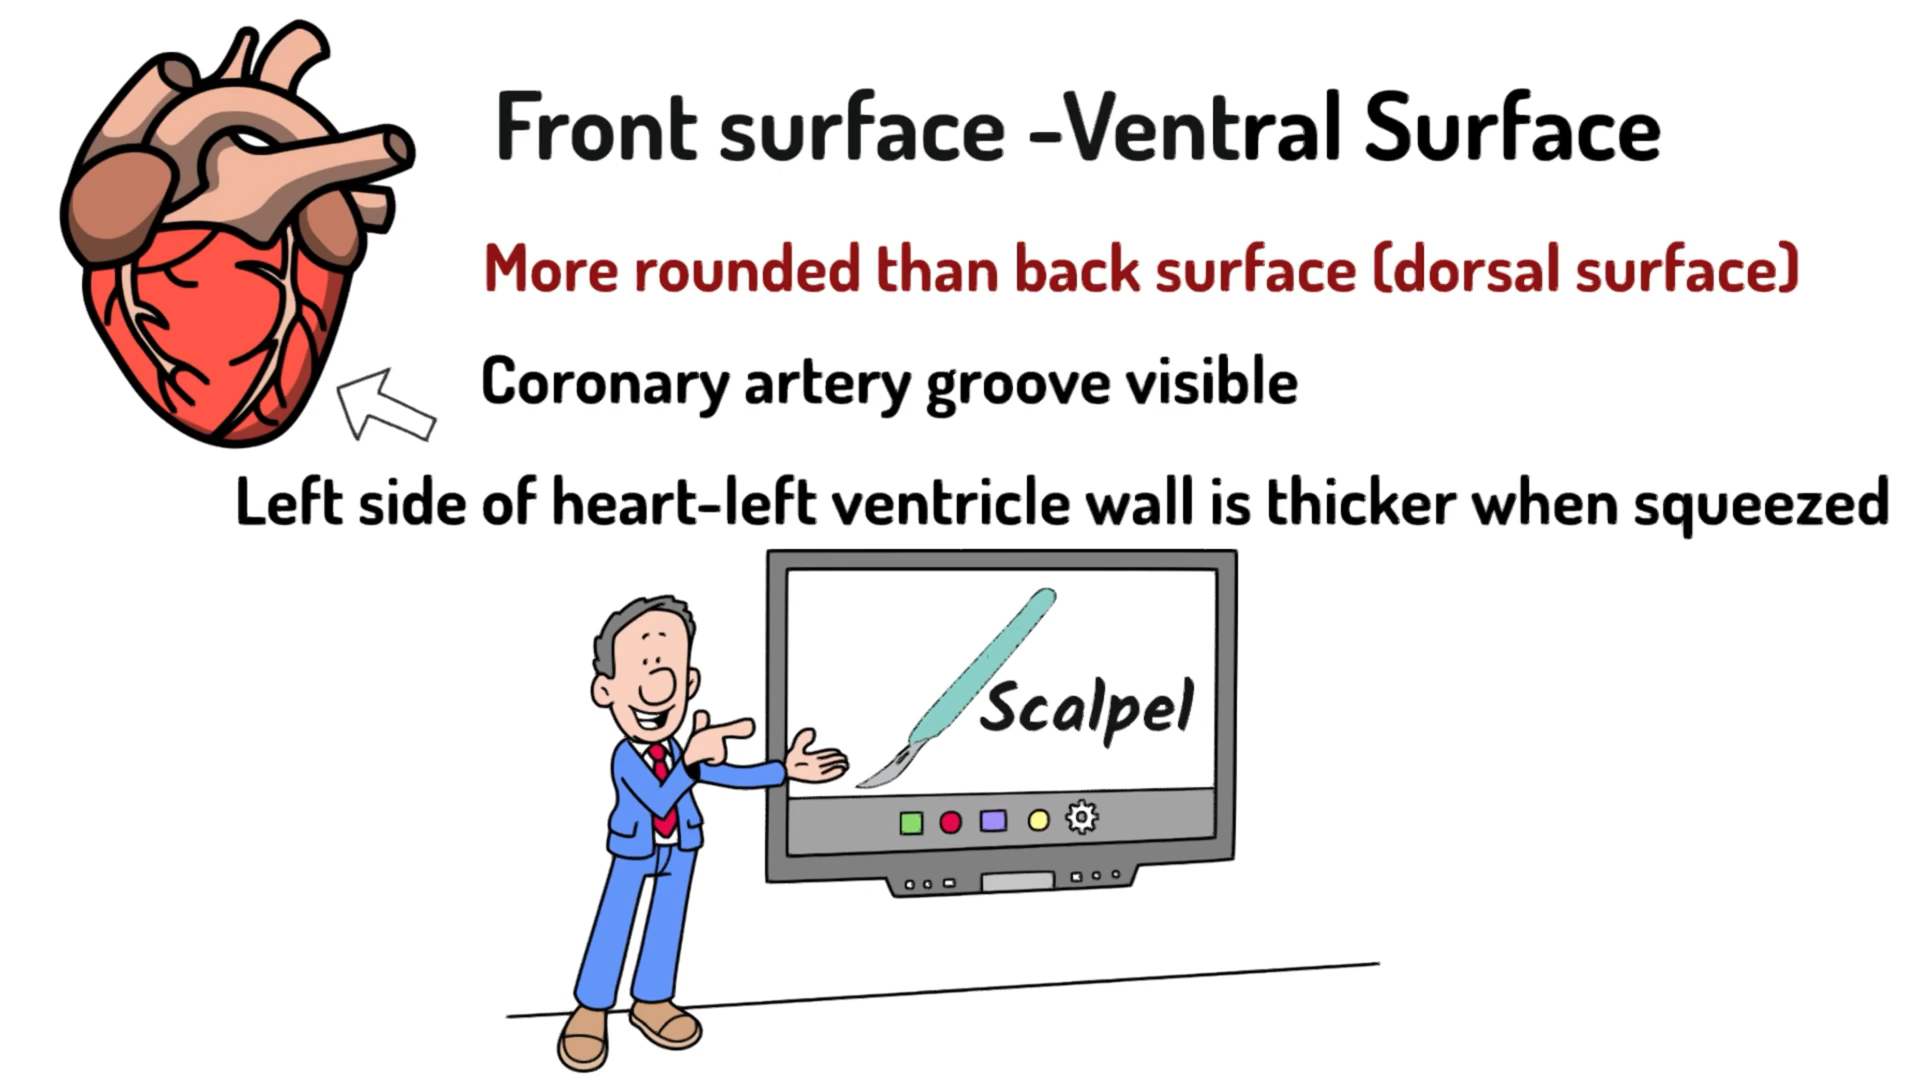 Front surface -Ventral Surface
More rounded than back surface (dorsal surface)
Coronary artery groove visible
Left side of heart-left ventricle wall is thicker when squeezed
Scalpel